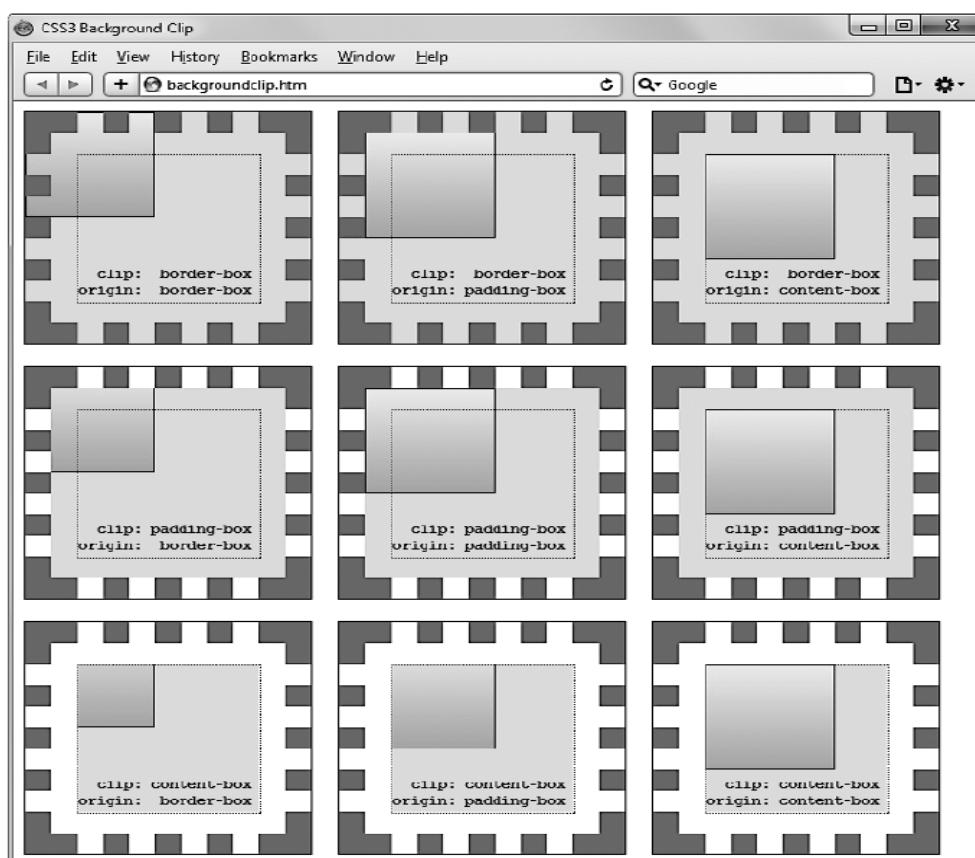 CSS3 Background Clip
File Edit View History Bookmarks Window Help
backgroundclip.htm Google
clip: border-box
origin: border-box
clip: border-box
origin: padding-box
clip: border-box
origin: content-box
clip: padding-box
origin: border-box
clip: padding-box
origin: padding-box
clip: padding-box
origin: content-box
clip: content-box
origin: border-box
clip: content-box
origin: padding-box
clip: content-box
origin: content-box